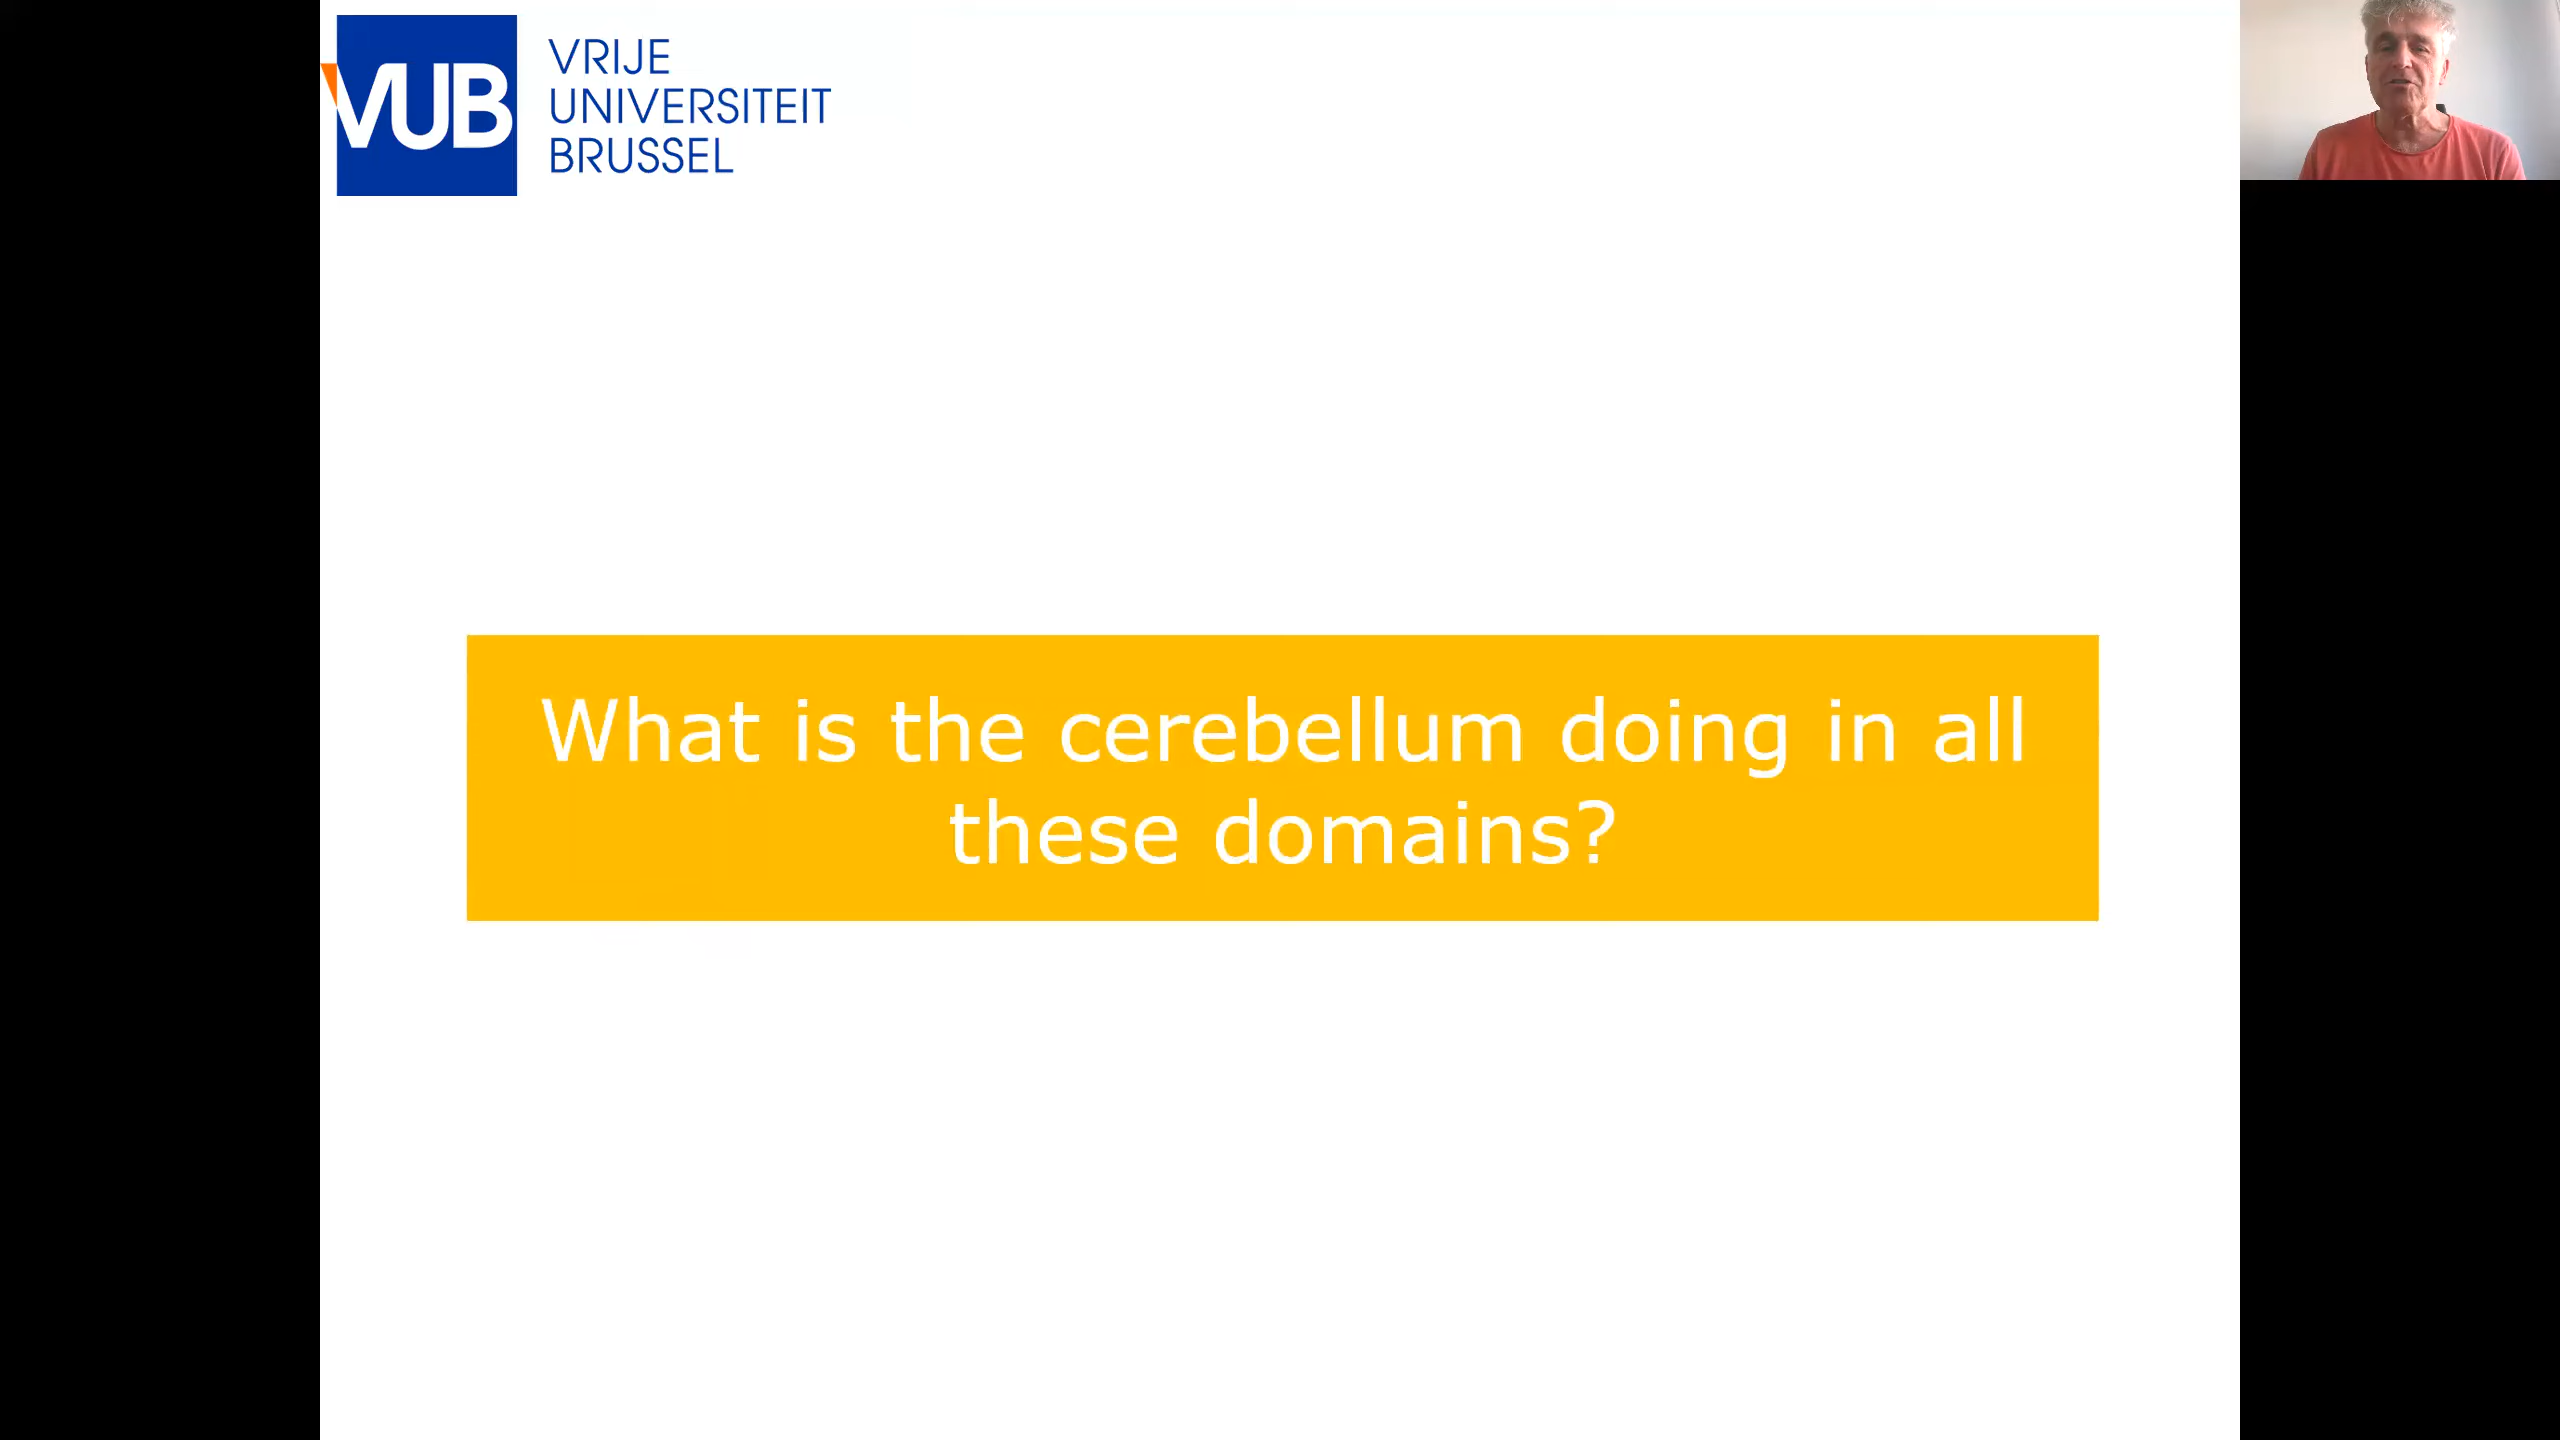 VUB
VRIJE
UNIVERSITEIT
BRUSSEL
What is the cerebellum doing in all
these domains?